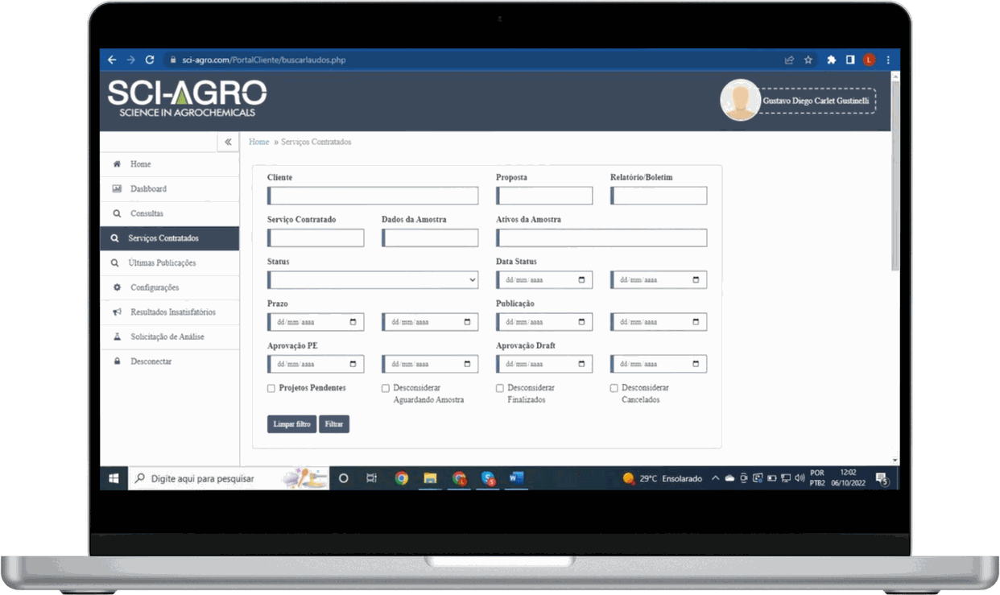 sci-agro.com/PortalCliente/buscarlaudos.php
L
SCI-AGRO
SCIENCE IN AGROCHEMICALS
Gustavo Diego Carlet Gustinelli
Home » Serviços Contratados
Home
Dashboard
Consultas
Serviços Contratados
Últimas Publicações
Configurações
Resultados Insatisfatórios
Solicitação de Análise
Desconectar
Cliente Proposta Relatório/Boletim
Serviço Contratado Dados da Amostra Ativos da Amostra
Status Data Status
dd/mm/aaaa dd/mm/aaaa
Prazo Publicação
dd/mm/aaaa dd/mm/aaaa dd/mm/aaaa dd/mm/aaaa
Aprovação PE Aprovação Draft
dd/mm/aaaa dd/mm/aaaa dd/mm/aaaa dd/mm/aaaa
Projetos Pendentes Desconsiderar Desconsiderar Desconsiderar
Aguardando Amostra Finalizados Cancelados
Limpar filtro Filtrar
Digite aqui para pesquisar
29°C Ensolarado
POR
PTB2
12:02
06/10/2022
5